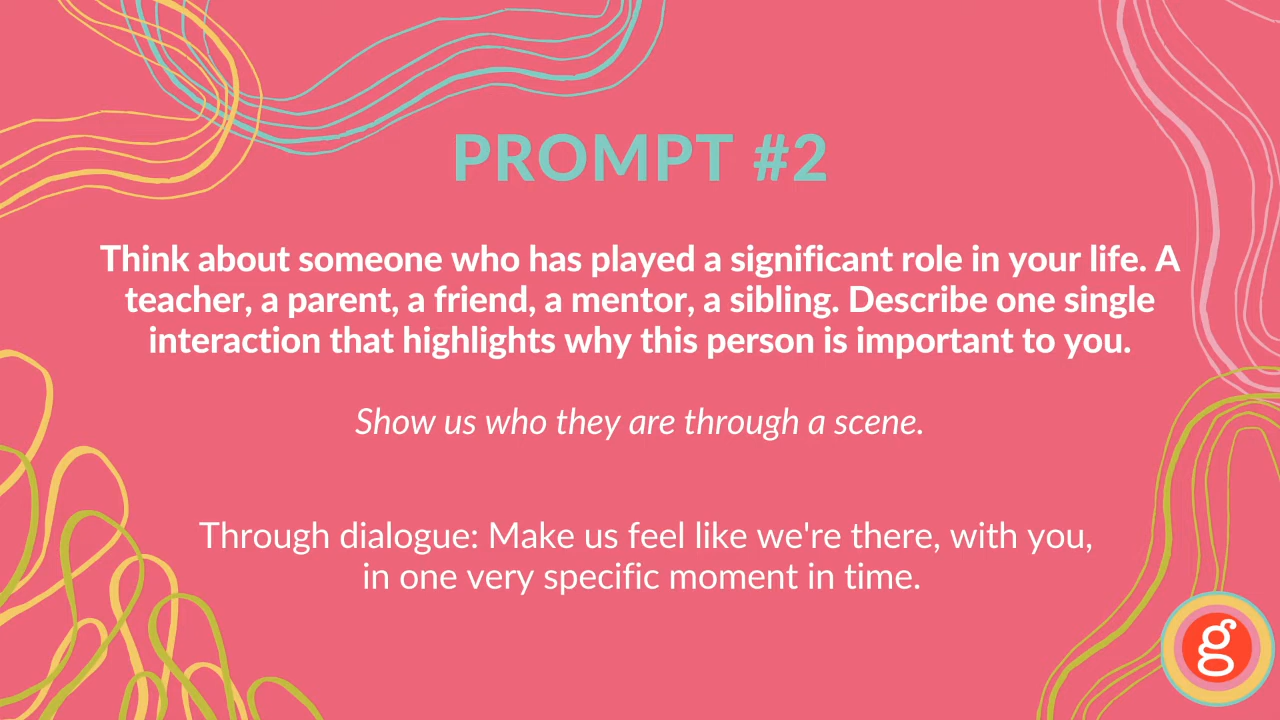 PROMPT #2
Think about someone who has played a significant role in your life. A
teacher, a parent, a friend, a mentor, a sibling. Describe one single
interaction that highlights why this person is important to you.
Show us who they are through a scene.
Through dialogue: Make us feel like we're there, with you,
in one very specific moment in time.
g